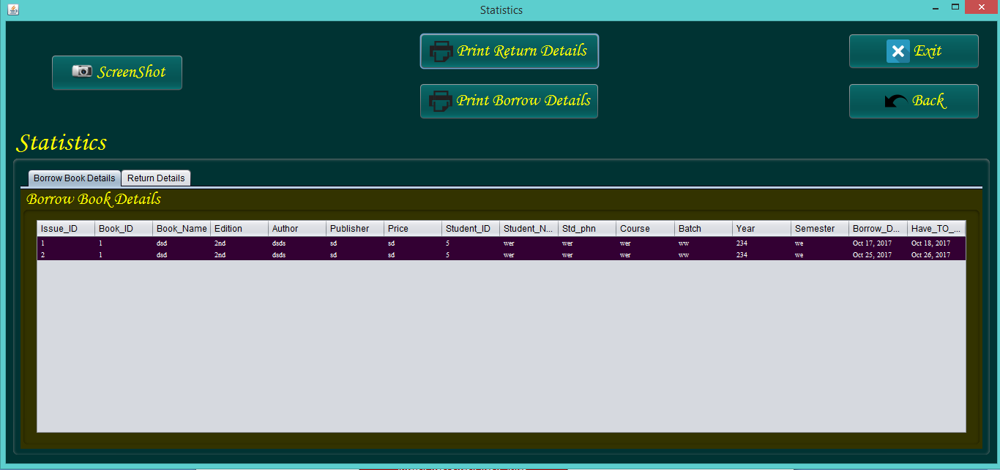 Statistics
ScreenShot
Print Return Details
Exit
Print Borrow Details
Back
Statistics
Borrow Book Details Return Details
Borrow Book Details
Issue_ID Book_ID Book_Name Edition Author Publisher Price Student_ID Student_N... Std_phn Course Batch Year Semester Borrow_D... Have_TO_...
1 1 dsd 2nd dsds sd sd 5 wer wer wer ww 234 we Oct 17, 2017 Oct 18, 2017
2 1 dsd 2nd dsds sd sd 5 wer wer wer ww 234 we Oct 25, 2017 Oct 26, 2017